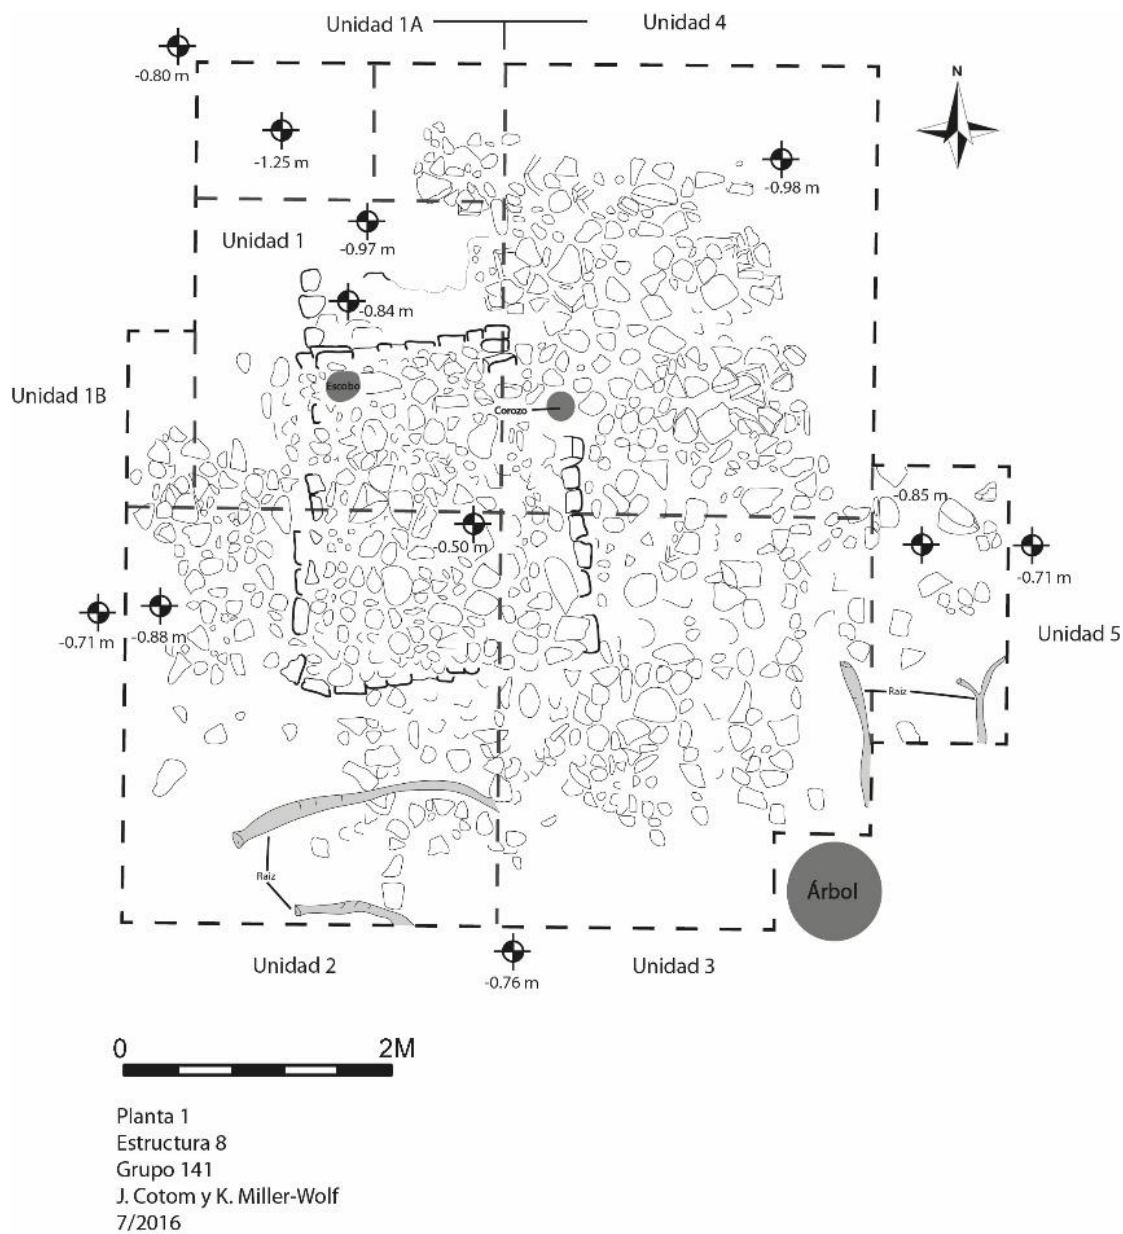 Unidad 1A
Unidad 4
-0.80 m
N
-1.25 m
-0.98 m
Unidad 1
-0.97 m
-0.84 m
Unidad 1B
Escobo
Corozo
-0.85 m
-0.50 m
-0.71 m
-0.71 m
-0.88 m
Unidad 5
Raiz
Raiz
Árbol
Unidad 2
Unidad 3
-0.76 m
0 2M
Planta 1
Estructura 8
Grupo 141
J. Cotom y K. Miller-Wolf
7/2016